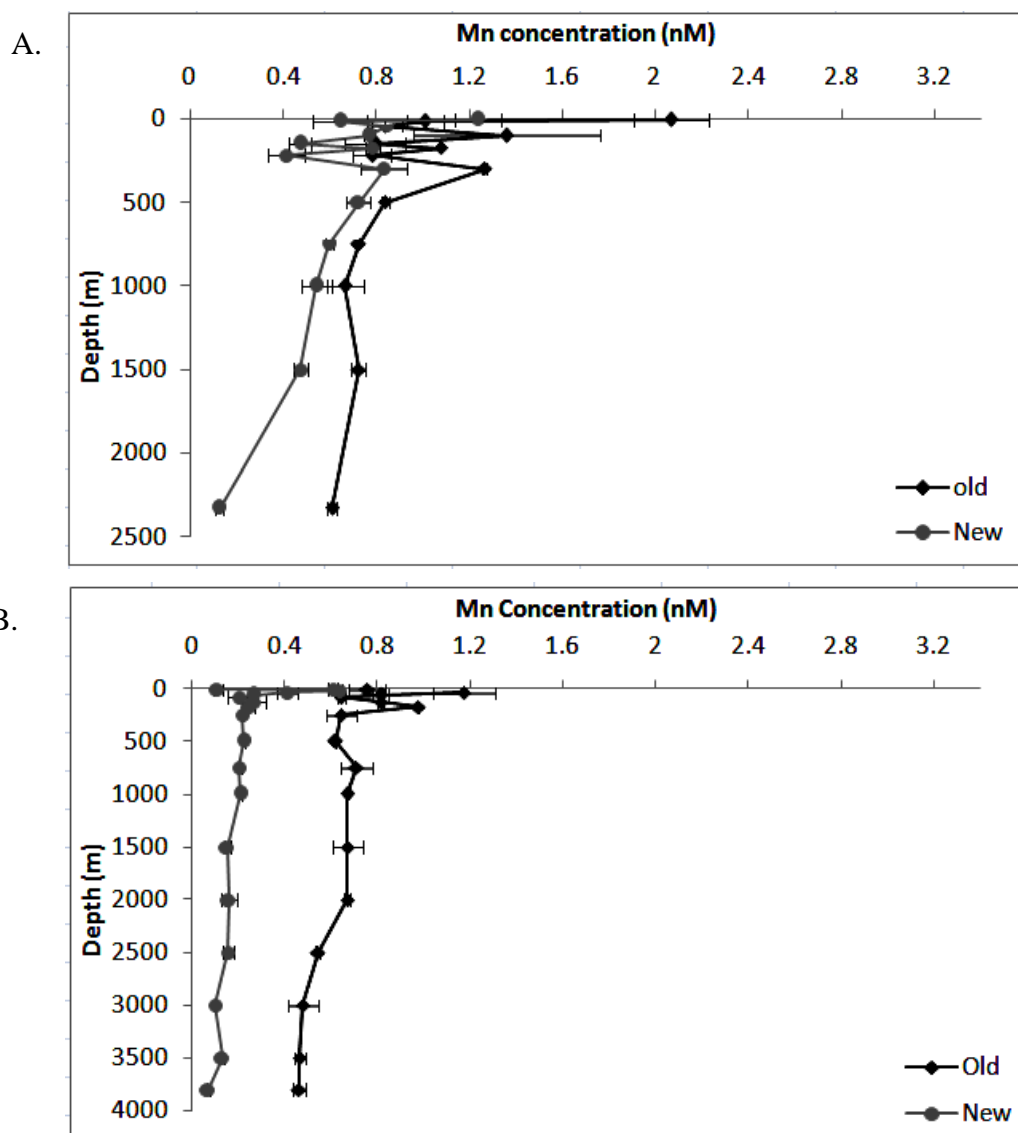 A.
Mn concentration (nM)
0 0.4 0.8 1.2 1.6 2 2.4 2.8 3.2
0
500
1000
1500
2000
2500
Depth (m)
old
New
B.
Mn Concentration (nM)
0 0.4 0.8 1.2 1.6 2 2.4 2.8 3.2
0
500
1000
1500
2000
2500
3000
3500
4000
Depth (m)
Old
New